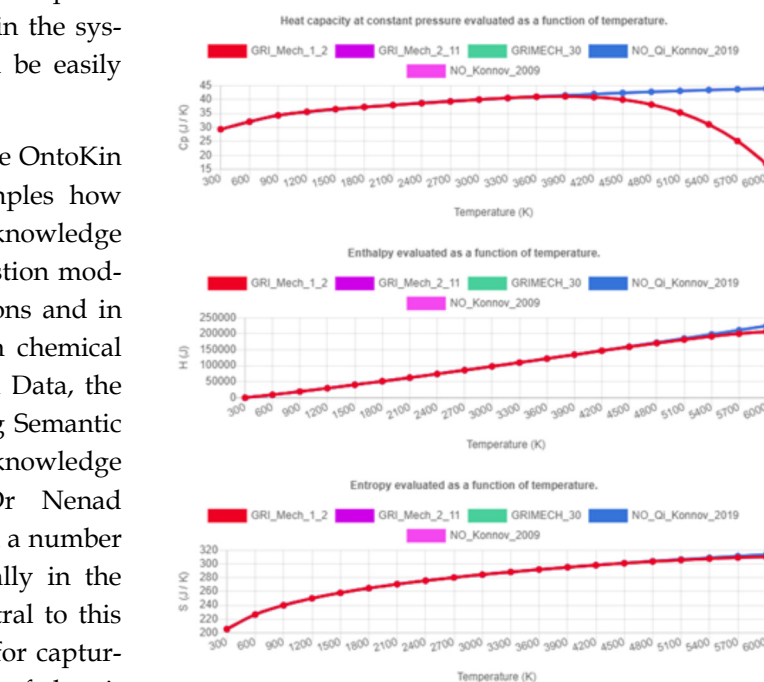 in the sys-
be easily
e OntoKin
nples how
knowledge
stion mod-
ons and in
chemical
Data, the
g Semantic
knowledge
Nenad
a number
ally in the
tral to this
for captur-
Heat capacity at constant pressure evaluated as a function of temperature.
GRI_Mech_1_2 GRI_Mech_2_11 GRIMECH_30 NO_Qi_Konnov_2019
NO_Konnov_2009
45
40
35
30
25
20
15
Cp (J / K)
300 600 900 1200 1500 1800 2100 2400 2700 3000 3300 3600 3900 4200 4500 4800 5100 5400 5700 6000
Temperature (K)
Enthalpy evaluated as a function of temperature.
GRI_Mech_1_2 GRI_Mech_2_11 GRIMECH_30 NO_Qi_Konnov_2019
NO_Konnov_2009
250000
200000
150000
100000
50000
0
H (J)
300 600 900 1200 1500 1800 2100 2400 2700 3000 3300 3600 3900 4200 4500 4800 5100 5400 5700 6000
Temperature (K)
Entropy evaluated as a function of temperature.
GRI_Mech_1_2 GRI_Mech_2_11 GRIMECH_30 NO_Qi_Konnov_2019
NO_Konnov_2009
320
300
280
260
240
220
200
S (J / K)
300 600 900 1200 1500 1800 2100 2400 2700 3000 3300 3600 3900 4200 4500 4800 5100 5400 5700 6000
Temperature (K)